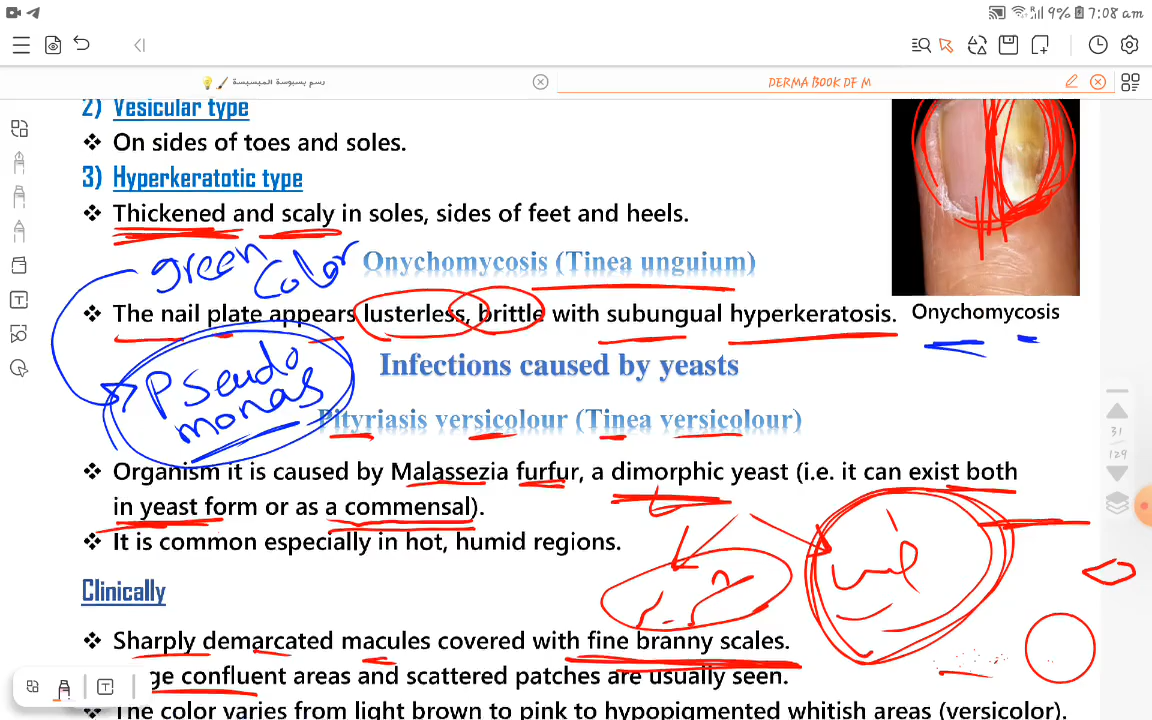 9% 7:08 am
رسم بسبوسة المبسبسة
DERMA BOOK DF M
2) Vesicular type
❖ On sides of toes and soles.
3) Hyperkeratotic type
❖ Thickened and scaly in soles, sides of feet and heels.
green color
Onychomycosis (Tinea unguium)
❖ The nail plate appears lusterless, brittle with subungual hyperkeratosis.
Onychomycosis
Pseudo
monas
Infections caused by yeasts
Pityriasis versicolour (Tinea versicolour)
31
129
❖ Organism it is caused by Malassezia furfur, a dimorphic yeast (i.e. it can exist both
in yeast form or as a commensal).
❖ It is common especially in hot, humid regions.
Clinically
❖ Sharply demarcated macules covered with fine branny scales.
ge confluent areas and scattered patches are usually seen.
❖ The color varies from light brown to pink to hypopigmented whitish areas (versicolor).